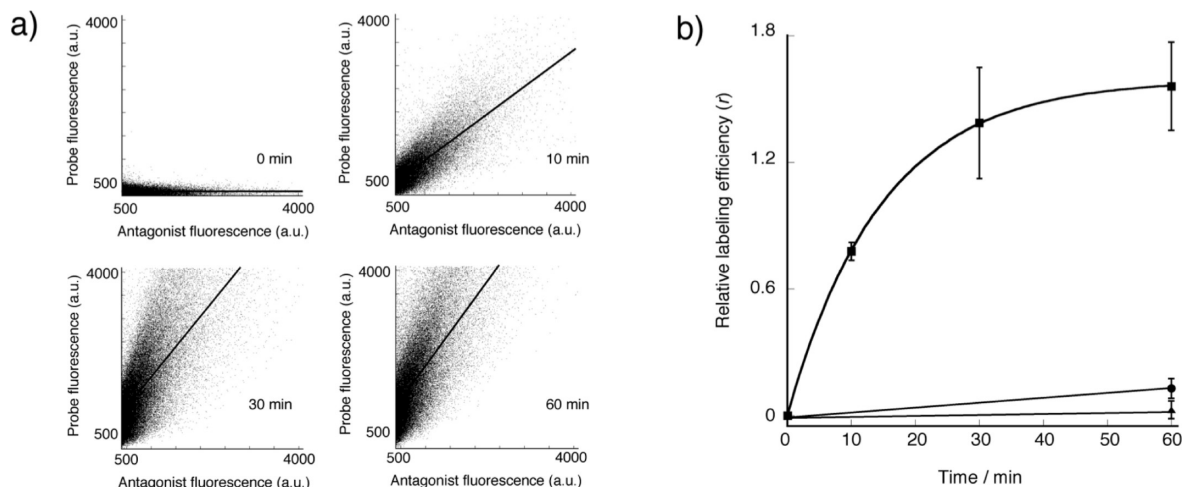 a)
4000
Probe fluorescence (a.u.)
0 min
500
500
4000
Antagonist fluorescence (a.u.)
4000
Probe fluorescence (a.u.)
10 min
500
500
4000
Antagonist fluorescence (a.u.)
4000
Probe fluorescence (a.u.)
30 min
500
500
4000
Antagonist fluorescence (a.u.)
4000
Probe fluorescence (a.u.)
60 min
500
500
4000
Antagonist fluorescence (a.u.)
b)
1.8
1.2
0.6
0
Relative labeling efficiency (r)
0
10
20
30
40
50
60
Time / min